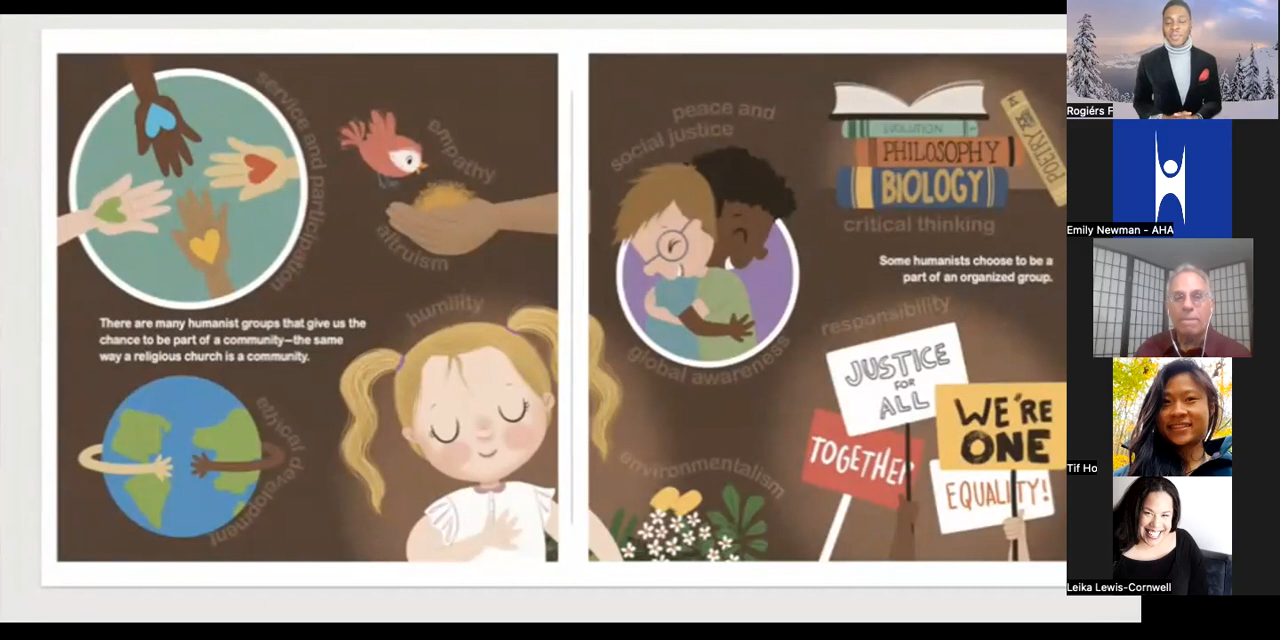 service and participation
empathy
altruism
humility
There are many humanist groups that give us the
chance to be part of a community—the same
way a religious church is a community.
ethical development
peace and
social justice
global awareness
EVOLUTION
PHILOSOPHY
BIOLOGY
POETRY
critical thinking
Some humanists choose to be a
part of an organized group.
responsibility
JUSTICE
FOR
ALL
TOGETHER
WE'RE
ONE
EQUALITY!
environmentalism
Rogiérs F
Emily Newman - AHA
Tif Ho
Leika Lewis-Cornwell